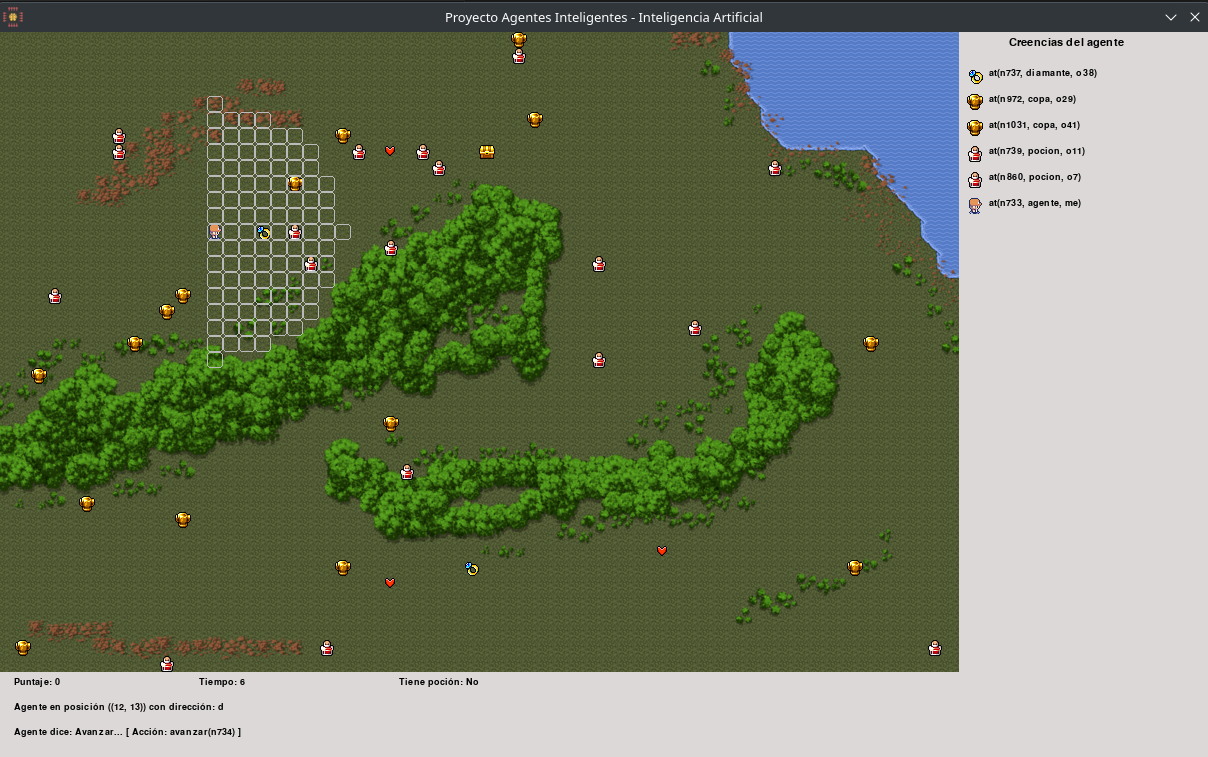 Proyecto Agentes Inteligentes - Inteligencia Artificial
Creencias del agente
at(n737, diamante, o38)
at(n972, copa, o29)
at(n1031, copa, o41)
at(n739, pocion, o11)
at(n860, pocion, o7)
at(n733, agente, me)
Puntaje: 0 Tiempo: 6 Tiene poción: No
Agente en posición ((12, 13)) con dirección: d
Agente dice: Avanzar... [ Acción: avanzar(n734) ]